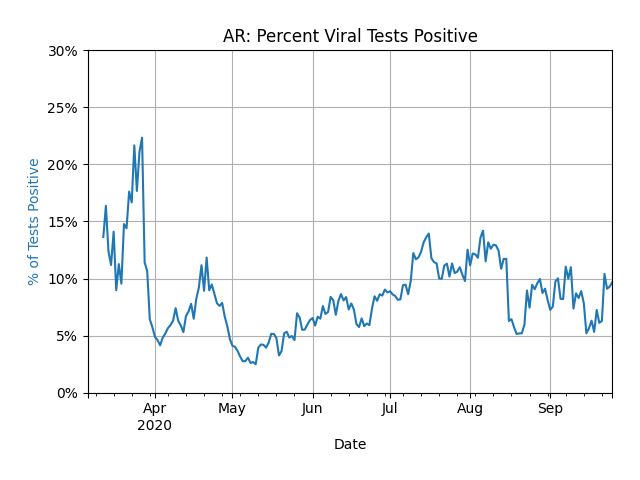 AR: Percent Viral Tests Positive
30%
25%
20%
15%
10%
5%
0%
% of Tests Positive
Apr May Jun Jul Aug Sep
2020
Date